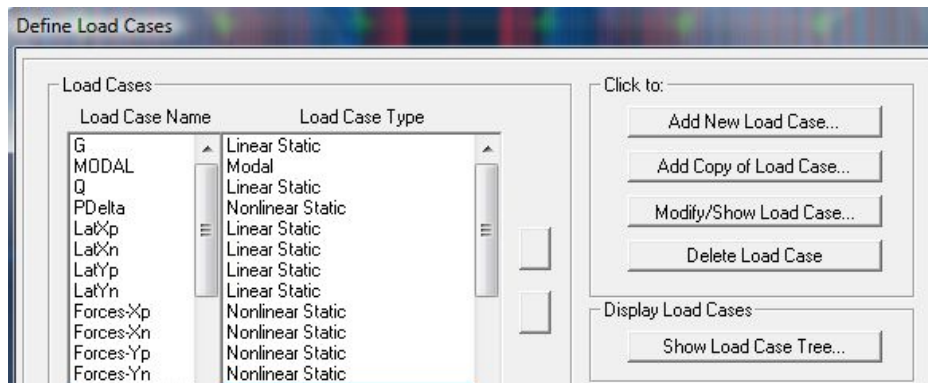 Define Load Cases
Load Cases
Click to:
Load Case Name Load Case Type
G Linear Static
MODAL Modal
Q Linear Static
PDelta Nonlinear Static
LatXp Linear Static
LatXn Linear Static
LatYp Linear Static
LatYn Linear Static
Forces-Xp Nonlinear Static
Forces-Xn Nonlinear Static
Forces-Yp Nonlinear Static
Forces-Yn Nonlinear Static
Add New Load Case...
Add Copy of Load Case...
Modify/Show Load Case...
Delete Load Case
Display Load Cases
Show Load Case Tree...